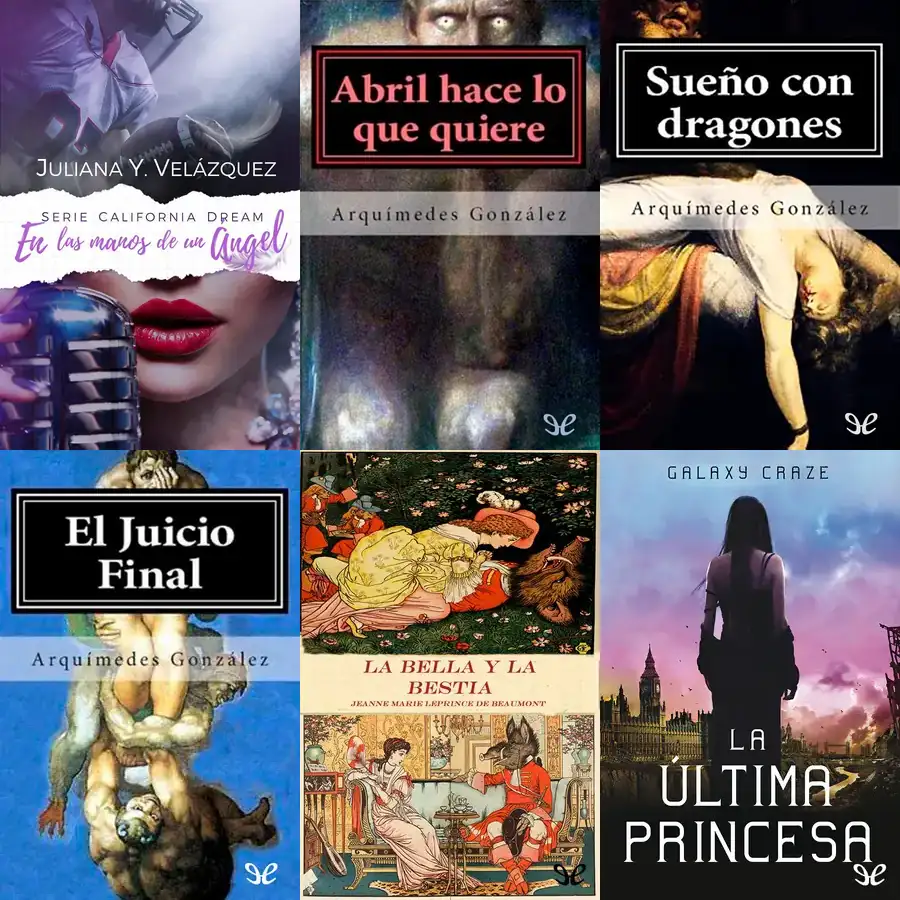 JULIANA Y. VELÁZQUEZ
SERIE CALIFORNIA DREAM
En las manos de un Ángel
Abril hace lo
que quiere
Arquímedes González
Sueño con
dragones
Arquímedes González
El Juicio
Final
Arquímedes González
LA BELLA Y LA
BESTIA
JEANNE MARIE LEPRINCE DE BEAUMONT
GALAXY CRAZE
LA
ÚLTIMA
PRINCESA